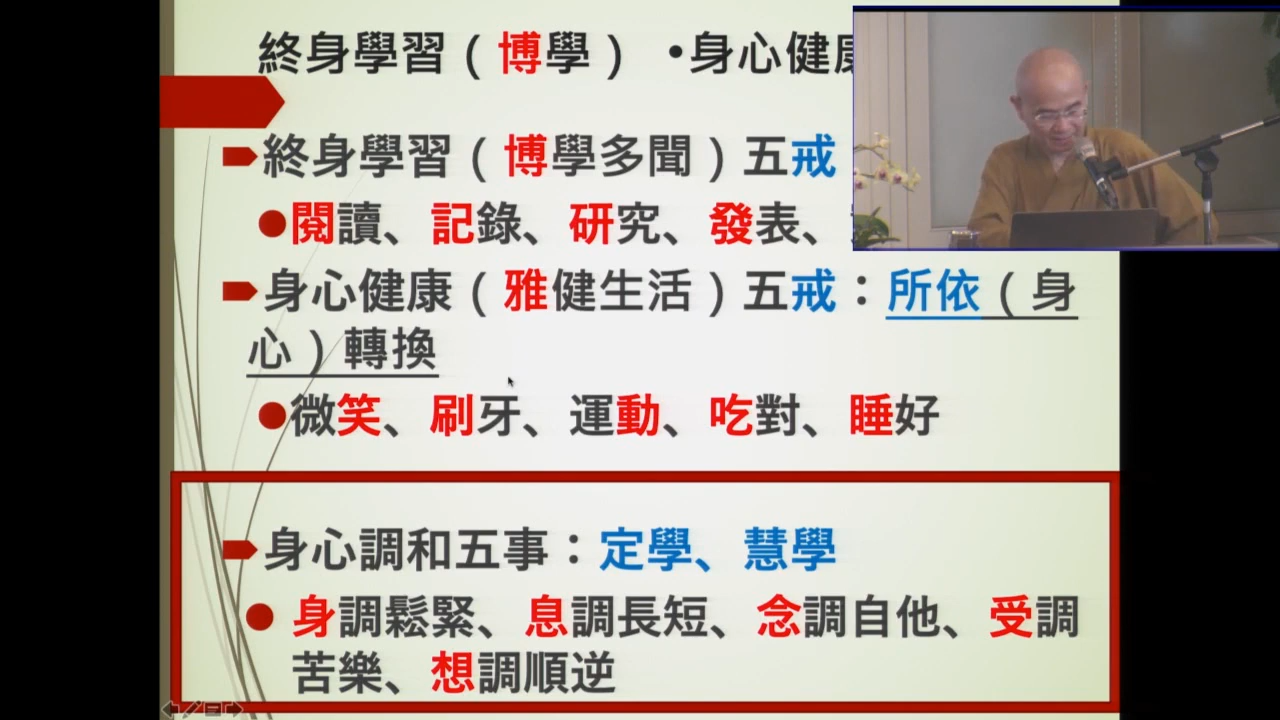 終身學習（博學） •身心健
終身學習（博學多聞）五戒
閱讀、記錄、研究、發表、
身心健康（雅健生活）五戒：所依（身
心）轉換
微笑、刷牙、運動、吃對、睡好
身心調和五事：定學、慧學
身調鬆緊、息調長短、念調自他、受調
苦樂、想調順逆